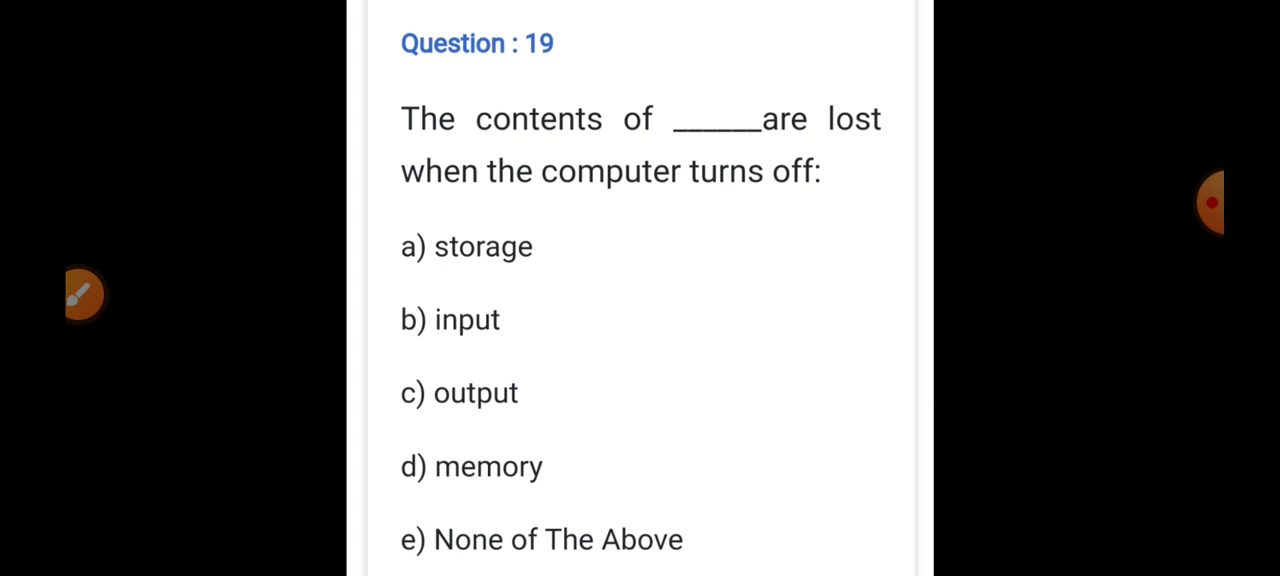 Question : 19
The contents of ______are lost
when the computer turns off:
a) storage
b) input
c) output
d) memory
e) None of The Above